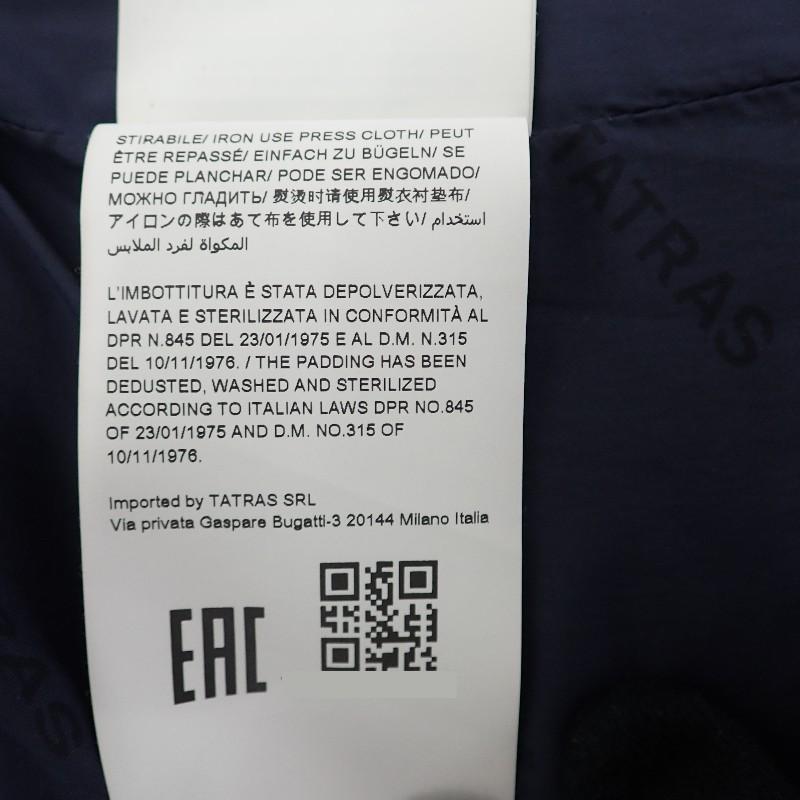 STIRABILE/ IRON USE PRESS CLOTH/ PEUT
ÊTRE REPASSÉ/ EINFACH ZU BÜGELN/ SE
PUEDE PLANCHAR/ PODE SER ENGOMADO/
МОЖНО ГЛАДИТЬ/ 熨烫时请使用熨衣衬垫布/
アイロンの際はあて布を使用して下さい/ استخدام
المكواة لفرد الملابس
L'IMBOTTITURA È STATA DEPOLVERIZZATA,
LAVATA E STERILIZZATA IN CONFORMITÀ AL
DPR N.845 DEL 23/01/1975 E AL D.M. N.315
DEL 10/11/1976. / THE PADDING HAS BEEN
DEDUSTED, WASHED AND STERILIZED
ACCORDING TO ITALIAN LAWS DPR NO.845
OF 23/01/1975 AND D.M. NO.315 OF
10/11/1976.
Imported by TATRAS SRL
Via privata Gaspare Bugatti-3 20144 Milano Italia
EAC
TATRAS
RAS